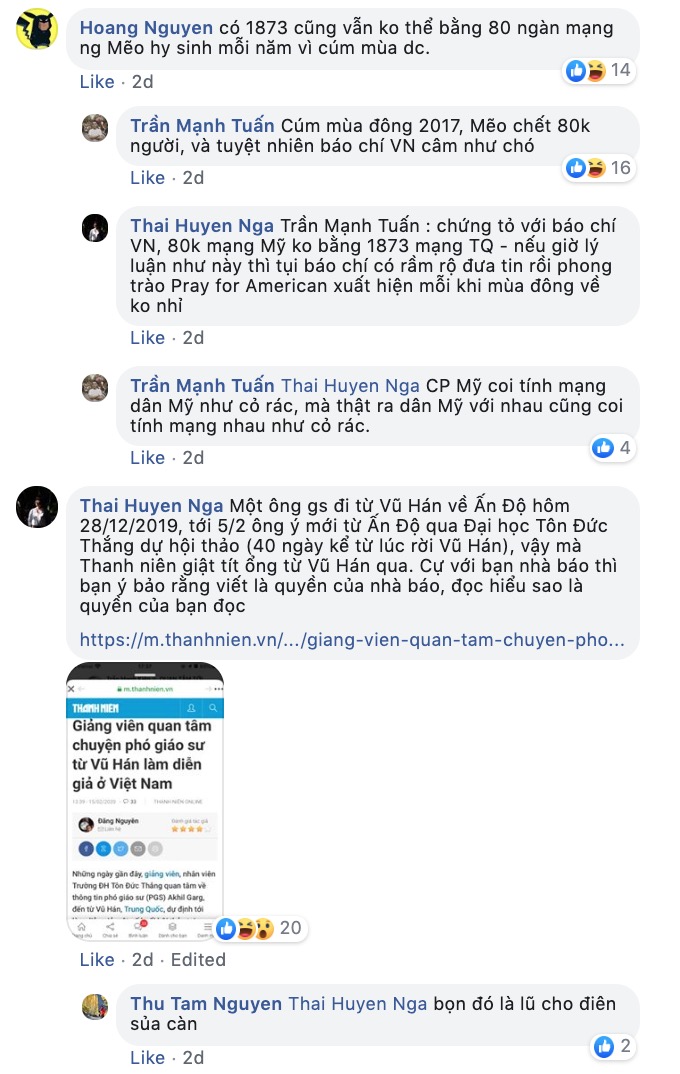 Hoang Nguyen có 1873 cũng vẫn ko thể bằng 80 ngàn mạng
ng Mẽo hy sinh mỗi năm vì cúm mùa dc.
14
Like · 2d
Trần Mạnh Tuấn Cúm mùa đông 2017, Mẽo chết 80k
người, và tuyệt nhiên báo chí VN câm như chó
16
Like · 2d
Thai Huyen Nga Trần Mạnh Tuấn : chứng tỏ với báo chí
VN, 80k mạng Mỹ ko bằng 1873 mạng TQ - nếu giờ lý
luận như này thì tụi báo chí có rầm rộ đưa tin rồi phong
trào Pray for American xuất hiện mỗi khi mùa đông về
ko nhỉ
Like · 2d
Trần Mạnh Tuấn Thai Huyen Nga CP Mỹ coi tính mạng
dân Mỹ như cỏ rác, mà thật ra dân Mỹ với nhau cũng coi
tính mạng nhau như cỏ rác.
4
Like · 2d
Thai Huyen Nga Một ông gs đi từ Vũ Hán về Ấn Độ hôm
28/12/2019, tới 5/2 ông ý mới từ Ấn Độ qua Đại học Tôn Đức
Thắng dự hội thảo (40 ngày kể từ lúc rời Vũ Hán), vậy mà
Thanh niên giật tít ổng từ Vũ Hán qua. Cự với bạn nhà báo thì
bạn ý bảo rằng viết là quyền của nhà báo, đọc hiểu sao là
quyền của bạn đọc
https://m.thanhnien.vn/.../giang-vien-quan-tam-chuyen-pho...
m.thanhnien.vn
THANH NIEN
Giảng viên quan tâm
chuyện phó giáo sư
từ Vũ Hán làm diễn
giả ở Việt Nam
THANH NIÊN ONLINE
Đăng Nguyên
Những ngày gần đây, giảng viên, nhân viên
Trường ĐH Tôn Đức Thắng quan tâm về
thông tin phó giáo sư (PGS) Akhil Garg,
đến từ Vũ Hán, Trung Quốc, dự định tới
20
Like · 2d · Edited
Thu Tam Nguyen Thai Huyen Nga bọn đó là lũ cho điên
sủa càn
2
Like · 2d